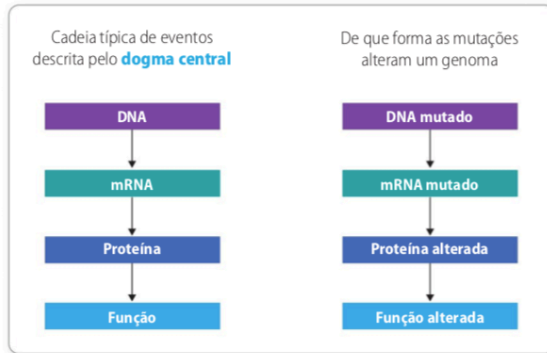 Cadeia típica de eventos
descrita pelo dogma central
DNA
mRNA
Proteína
Função
De que forma as mutações
alteram um genoma
DNA mutado
mRNA mutado
Proteína alterada
Função alterada